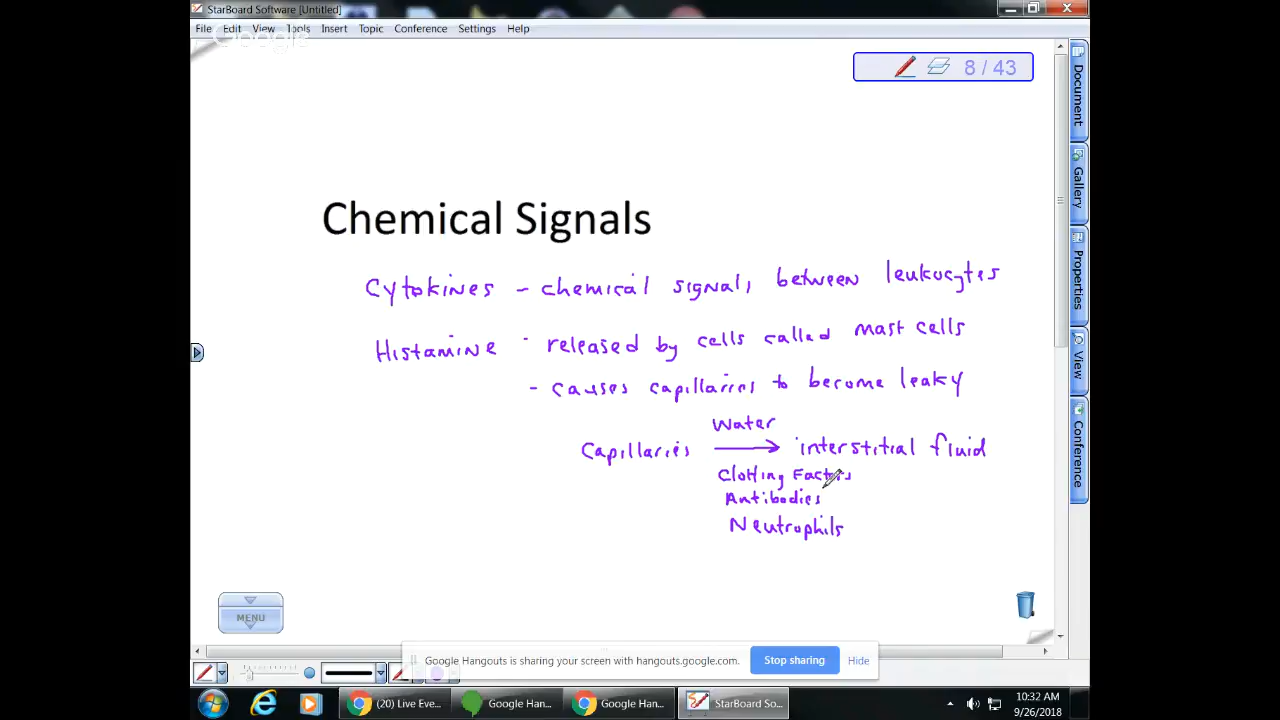 StarBoard Software [Untitled]
File Edit View Tools Insert Topic Conference Settings Help
Google
8 / 43
Document
Gallery
Properties
View
Conference
Chemical Signals
Cytokines - chemical signals between leukocytes
Histamine - released by cells called mast cells
- causes capillaries to become leaky
Water
Capillaries → interstitial fluid
Clotting Factors
Antibodies
Neutrophils
MENU
Google Hangouts is sharing your screen with hangouts.google.com. Stop sharing Hide
(20) Live Eve... Google Han... Google Han... StarBoard So...
10:32 AM
9/26/2018